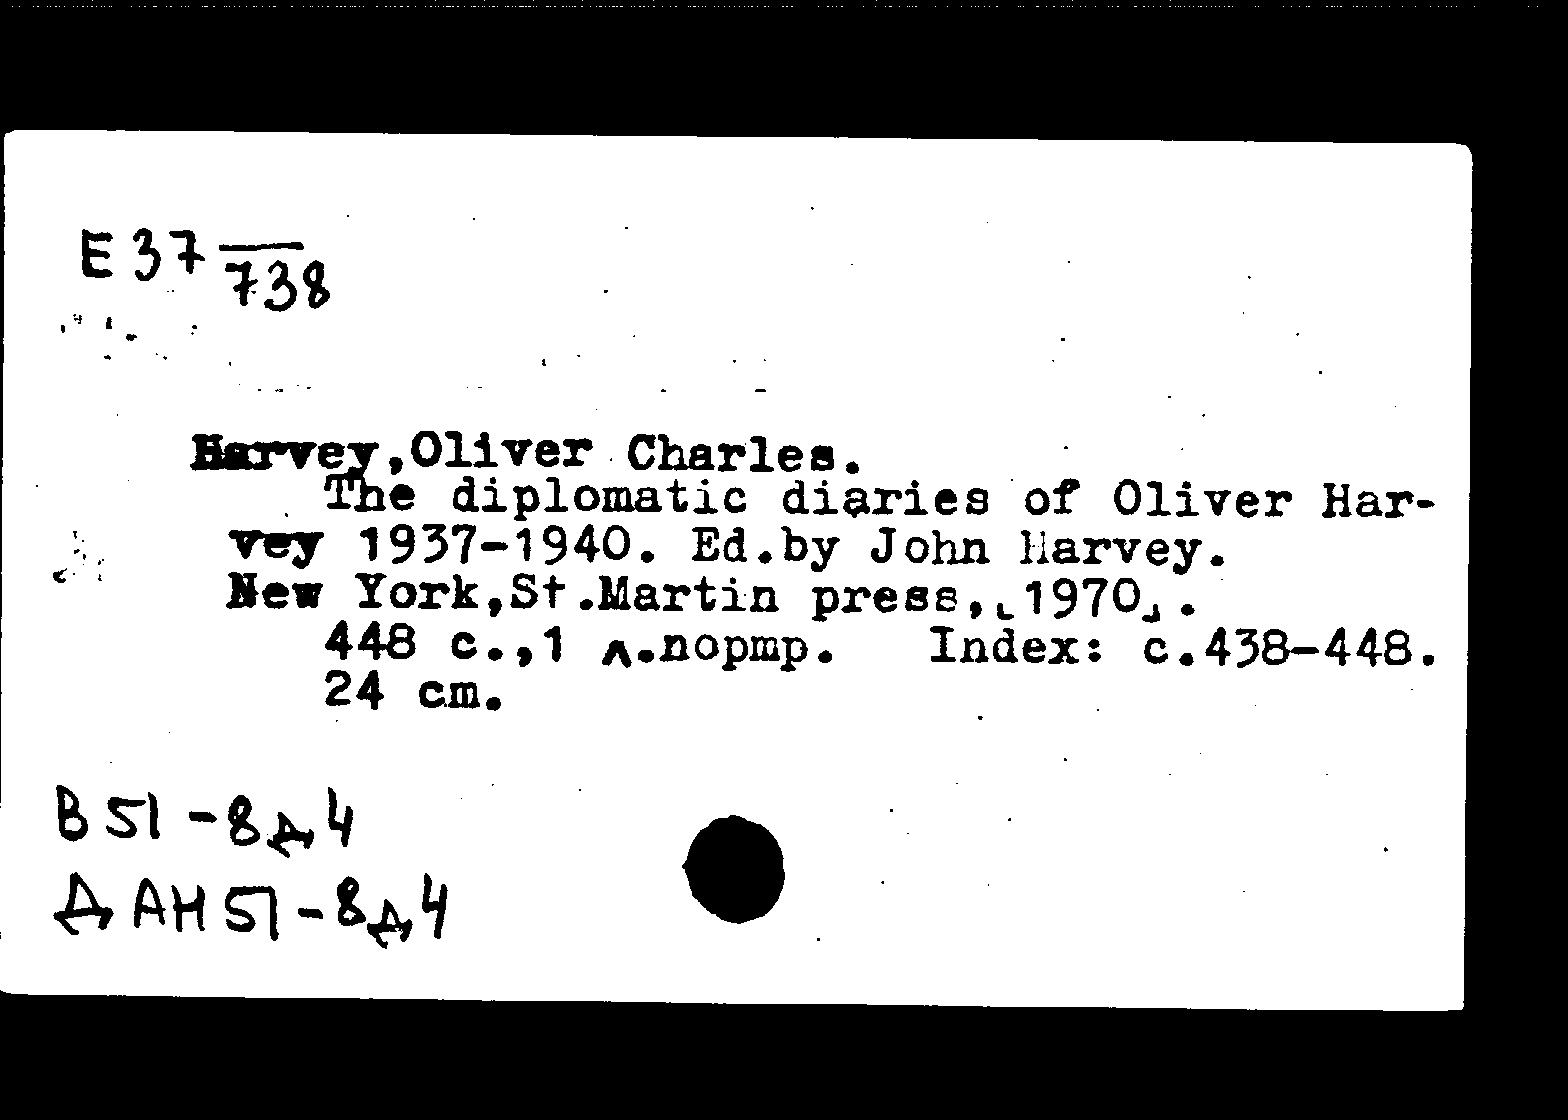 E 37/738
Harvey,Oliver Charles.
The diplomatic diaries of Oliver Har-
vey 1937-1940. Ed.by John Harvey.
New York,St.Martin press,[1970].
448 c.,1 л.портр. Index: c.438-448.
24 cm.
В 51-8д4
ДАН 51-8д4